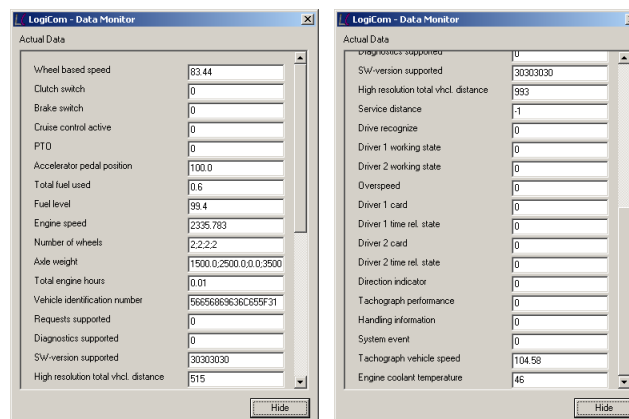 LogiCom - Data Monitor
Actual Data
Wheel based speed 83.44
Clutch switch 0
Brake switch 0
Cruise control active 0
PTO 0
Accelerator pedal position 100.0
Total fuel used 0.6
Fuel level 99.4
Engine speed 2335.783
Number of wheels 2;2;2;2
Axle weight 1500.0;2500.0;0.0;3500
Total engine hours 0.01
Vehicle identification number 56656869636C655F31
Requests supported 0
Diagnostics supported 0
SW-version supported 30303030
High resolution total vhcl. distance 515
Hide
LogiCom - Data Monitor
Actual Data
Diagnostics supported 0
SW-version supported 30303030
High resolution total vhcl. distance 993
Service distance -1
Drive recognize 0
Driver 1 working state 0
Driver 2 working state 0
Overspeed 0
Driver 1 card 0
Driver 1 time rel. state 0
Driver 2 card 0
Driver 2 time rel. state 0
Direction indicator 0
Tachograph performance 0
Handling information 0
System event 0
Tachograph vehicle speed 104.58
Engine coolant temperature 46
Hide